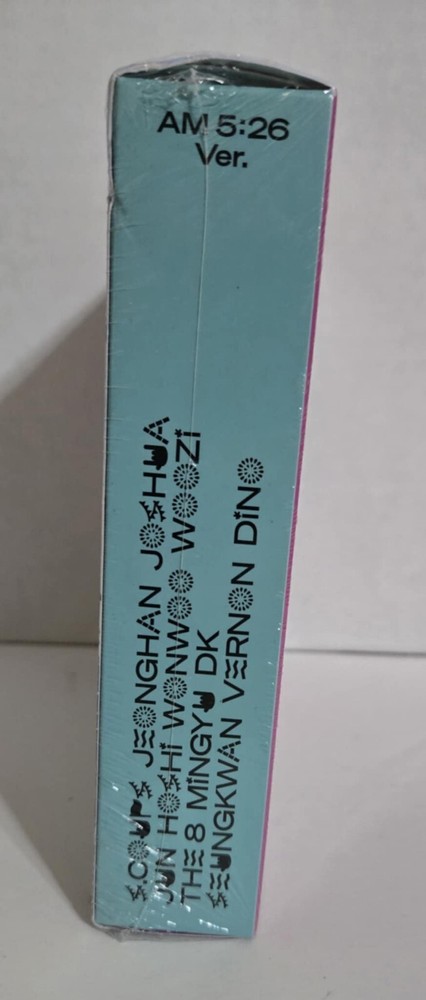 AM 5:26
Ver.
S.COUPS JEONGHAN JOSHUA
JUN HOSHI WONWOO WOOZI
THE 8 MINGYU DK
SEUNGKWAN VERNON DINO